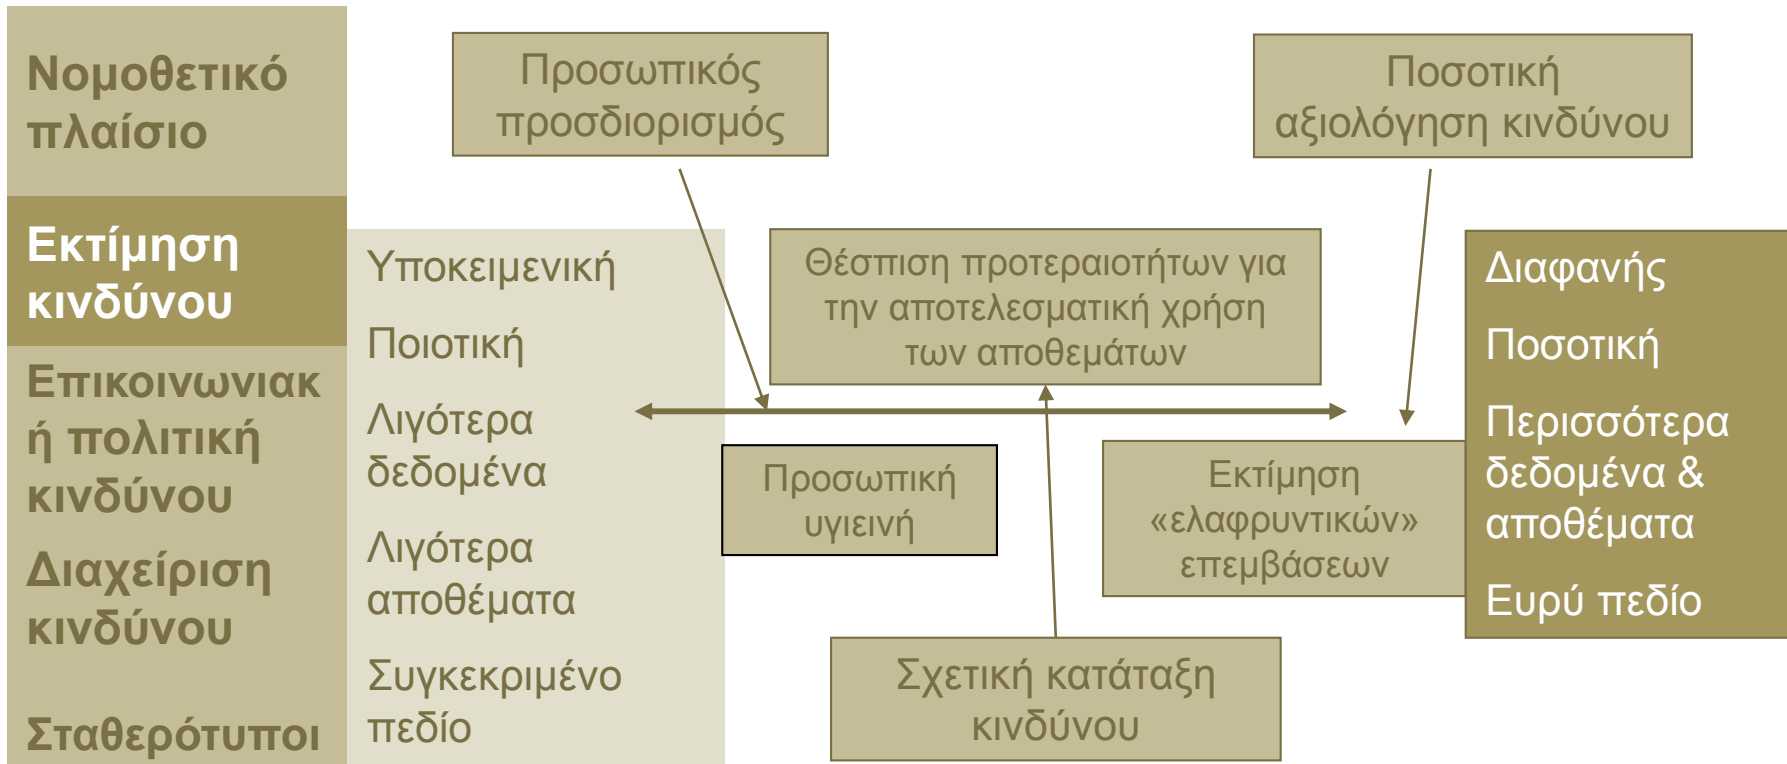 Νομοθετικό
πλαίσιο
Εκτίμηση
κινδύνου
Επικοινωνιακ
ή πολιτική
κινδύνου
Διαχείριση
κινδύνου
Σταθερότυποι
Υποκειμενική
Ποιοτική
Λιγότερα
δεδομένα
Λιγότερα
αποθέματα
Συγκεκριμένο
πεδίο
Προσωπικός
προσδιορισμός
Θέσπιση προτεραιοτήτων για
την αποτελεσματική χρήση
των αποθεμάτων
Προσωπική
υγιεινή
Σχετική κατάταξη
κινδύνου
Ποσοτική
αξιολόγηση κινδύνου
Εκτίμηση
«ελαφρυντικών»
επεμβάσεων
Διαφανής
Ποσοτική
Περισσότερα
δεδομένα &
αποθέματα
Ευρύ πεδίο